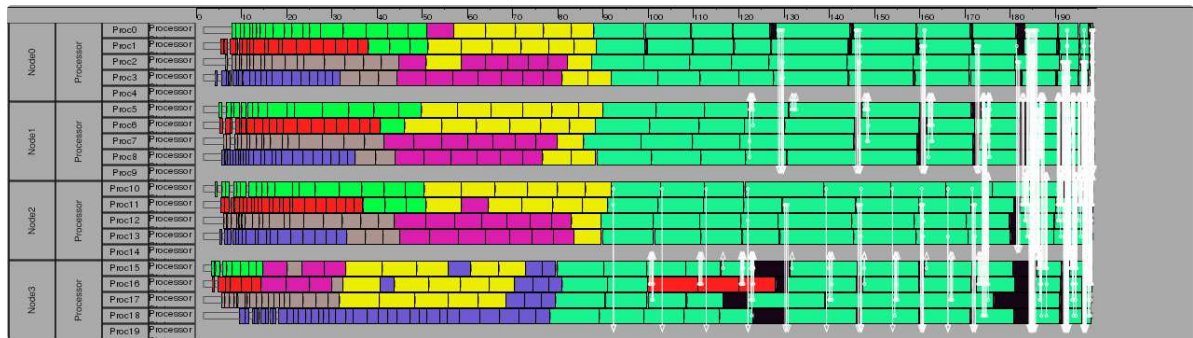 0 10 20 30 40 50 60 70 80 90 100 110 120 130 140 150 160 170 180 190
Node0 Processor Proc0 Processor
Proc1 Processor
Proc2 Processor
Proc3 Processor
Proc4 Processor
Node1 Processor Proc5 Processor
Proc6 Processor
Proc7 Processor
Proc8 Processor
Proc9 Processor
Node2 Processor Proc10 Processor
Proc11 Processor
Proc12 Processor
Proc13 Processor
Proc14 Processor
Node3 Processor Proc15 Processor
Proc16 Processor
Proc17 Processor
Proc18 Processor
Proc19 Processor